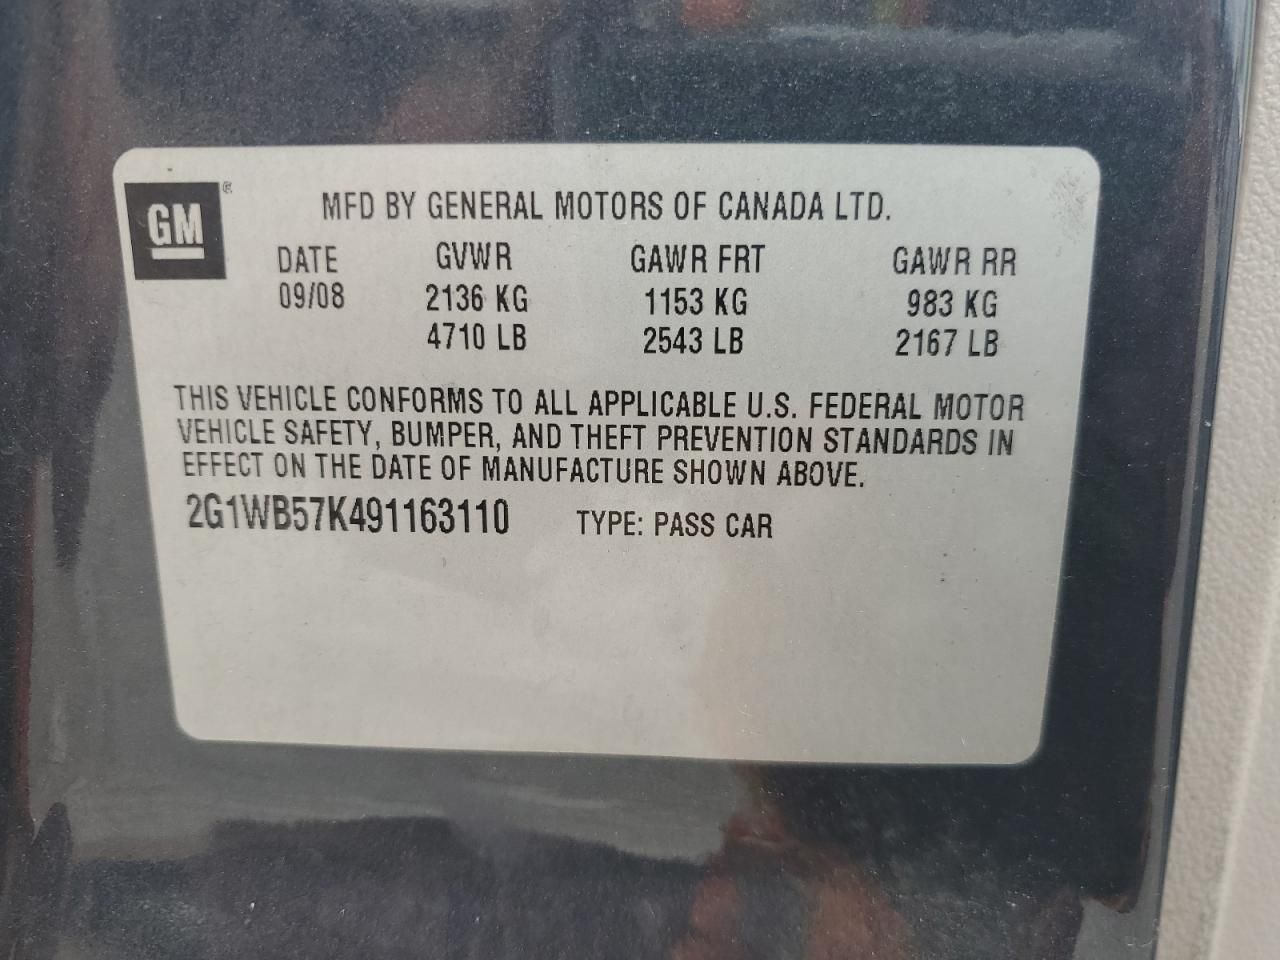 GM ®
MFD BY GENERAL MOTORS OF CANADA LTD.
DATE GVWR GAWR FRT GAWR RR
09/08 2136 KG 1153 KG 983 KG
4710 LB 2543 LB 2167 LB
THIS VEHICLE CONFORMS TO ALL APPLICABLE U.S. FEDERAL MOTOR
VEHICLE SAFETY, BUMPER, AND THEFT PREVENTION STANDARDS IN
EFFECT ON THE DATE OF MANUFACTURE SHOWN ABOVE.
2G1WB57K491163110 TYPE: PASS CAR